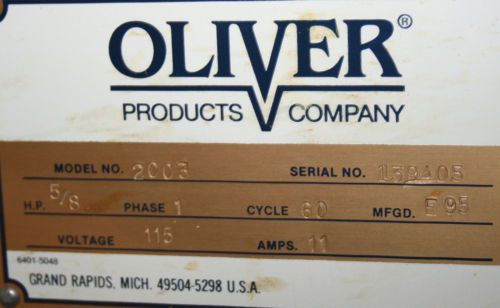 OLIVER®
PRODUCTS COMPANY
MODEL NO. 2003 SERIAL NO. 139405
H.P. 5/8 PHASE 1 CYCLE 60 MFGD. E 95
VOLTAGE 115 AMPS. 11
6401-5048
GRAND RAPIDS, MICH. 49504-5298 U.S.A.